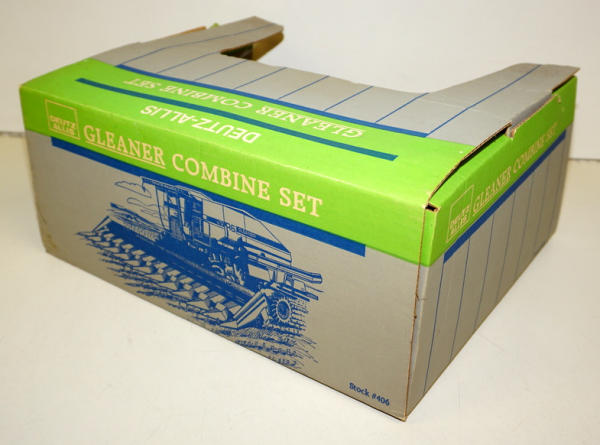 DEUTZ-ALLIS
GLEANER COMBINE SET
DEUTZ
ALLIS
GLEANER COMBINE SET
Stock #406
DEUTZ
ALLIS
GLEANER COMBINE SET